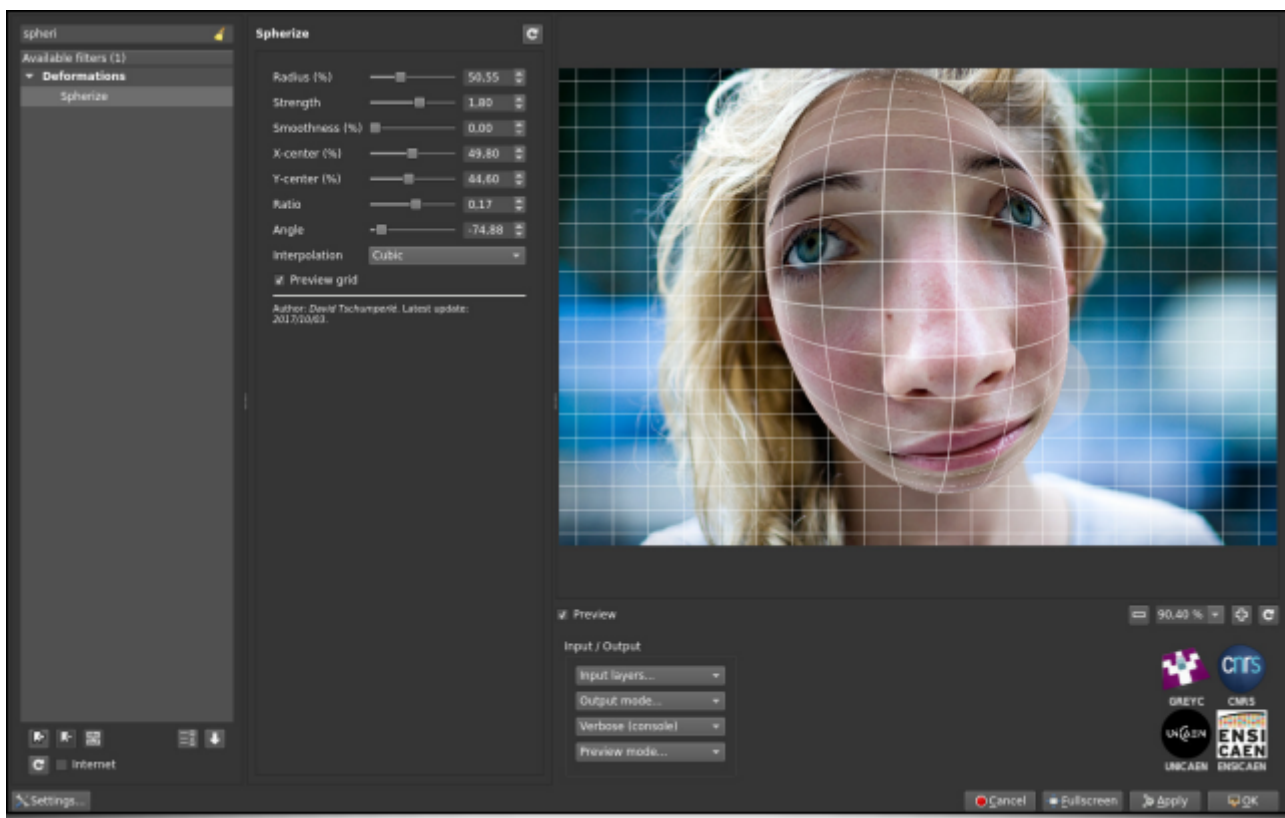 spheri
Available filters (1)
Deformations
Spherize
Spherize
Radius (%) 50,55
Strength 1,80
Smoothness (%) 0,00
X-center (%) 49,80
Y-center (%) 44,60
Ratio 0,17
Angle -74,88
Interpolation Cubic
Preview grid
Author: David Tschumperlé. Latest update:
2017/10/03.
Preview
90.40 %
Input / Output
Input layers...
Output mode...
Verbose (console)
Preview mode...
GREYC
cnrs
CNRS
UNICAEN
UNICAEN
ENSI
CAEN
ENSICAEN
Internet
Settings...
Cancel
Fullscreen
Apply
OK